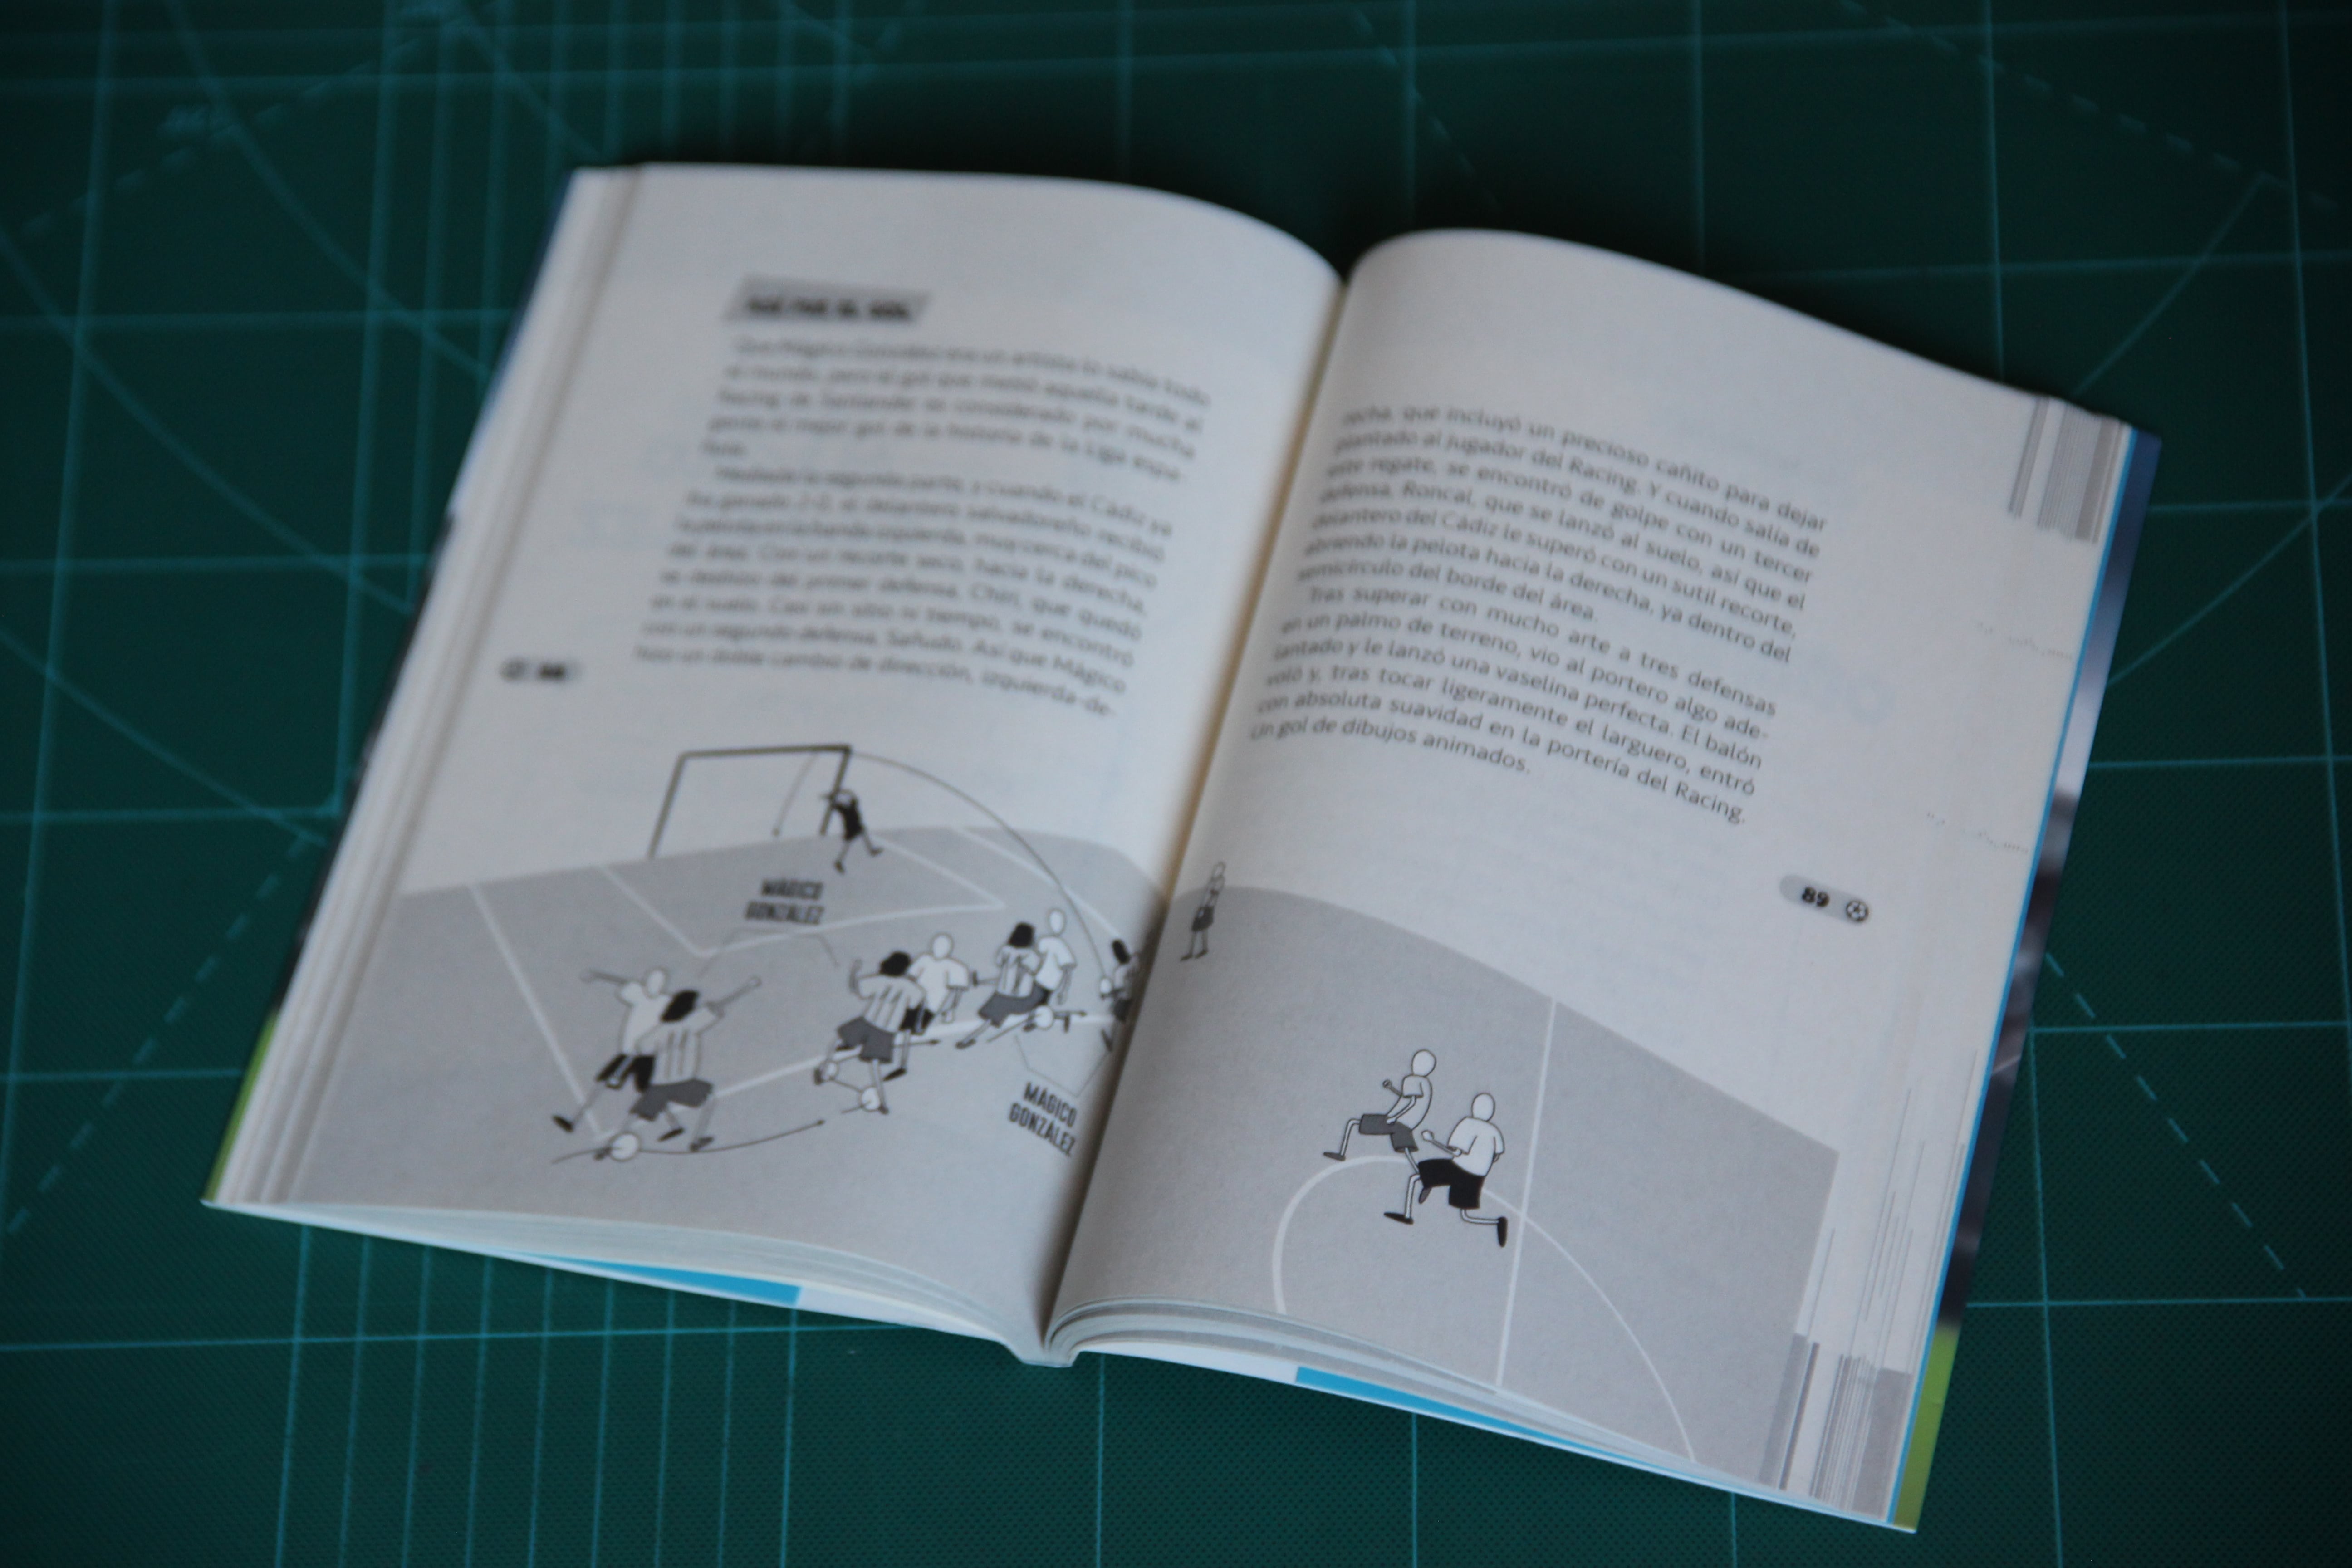 Que Mágico González era un artista lo sabía todo
el mundo, pero el gol que metió aquella tarde al
Racing de Santander es considerado por mucha
gente el mejor gol de la historia de la Liga espa-
ñola.
Mediada la segunda parte, y cuando el Cádiz ya
iba ganado 2-0, el delantero salvadoreño recibió
la pelota en la banda izquierda, muy cerca del pico
del área. Con un recorte seco, hacia la derecha,
se deshizo del primer defensa, Chiri, que quedó
en el suelo. Casi sin sitio ni tiempo, se encontró
con un segundo defensa, Sañudo. Así que Mágico
hizo un doble cambio de dirección, izquierda-de-
88
MÁGICO
GONZÁLEZ
MÁGICO
GONZÁLEZ
recha, que incluyó un precioso cañito para dejar
plantado al jugador del Racing. Y cuando salía de
este regate, se encontró de golpe con un tercer
defensa, Roncal, que se lanzó al suelo, así que el
delantero del Cádiz le superó con un sutil recorte,
abriendo la pelota hacia la derecha, ya dentro del
semicírculo del borde del área.
Tras superar con mucho arte a tres defensas
en un palmo de terreno, vio al portero algo ade-
lantado y le lanzó una vaselina perfecta. El balón
voló y, tras tocar ligeramente el larguero, entró
con absoluta suavidad en la portería del Racing.
Un gol de dibujos animados.
89